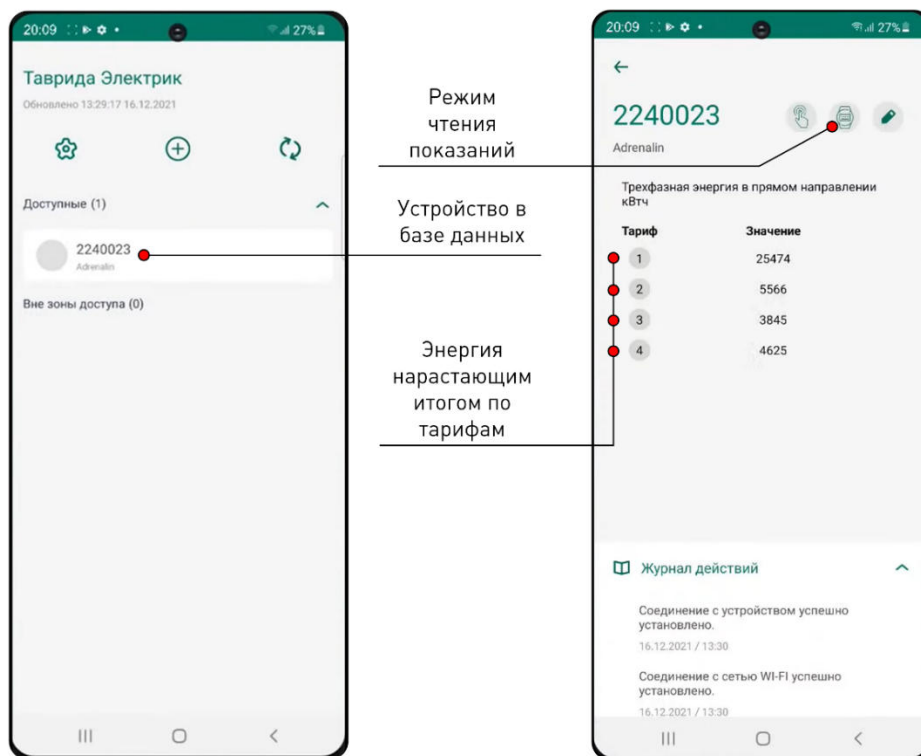 20:09
27%
Таврида Электрик
Обновлено 13:29:17 16.12.2021
Доступные (1)
2240023
Adrenalin
Вне зоны доступа (0)
Режим
чтения
показаний
Устройство в
базе данных
Энергия
нарастающим
итогом по
тарифам
20:09
27%
2240023
Adrenalin
Трехфазная энергия в прямом направлении
кВтч
Тариф Значение
1 25474
2 5566
3 3845
4 4625
Журнал действий
Соединение с устройством успешно
установлено.
16.12.2021 / 13:30
Соединение с сетью WI-FI успешно
установлено.
16.12.2021 / 13:30